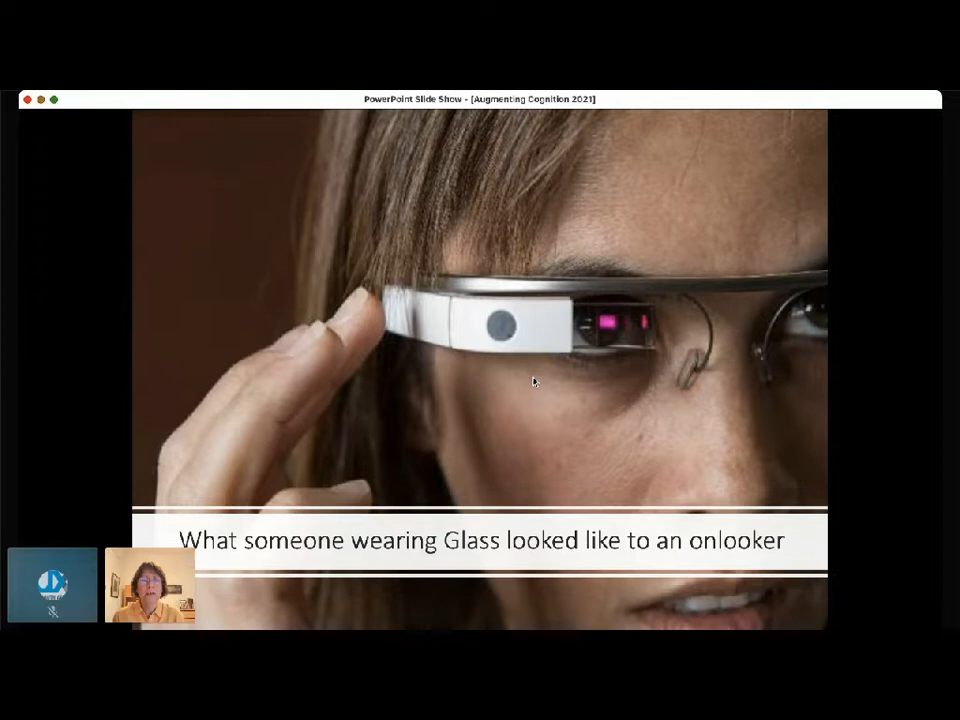 PowerPoint Slide Show - [Augmenting Cognition 2021]
What someone wearing Glass looked like to an onlooker